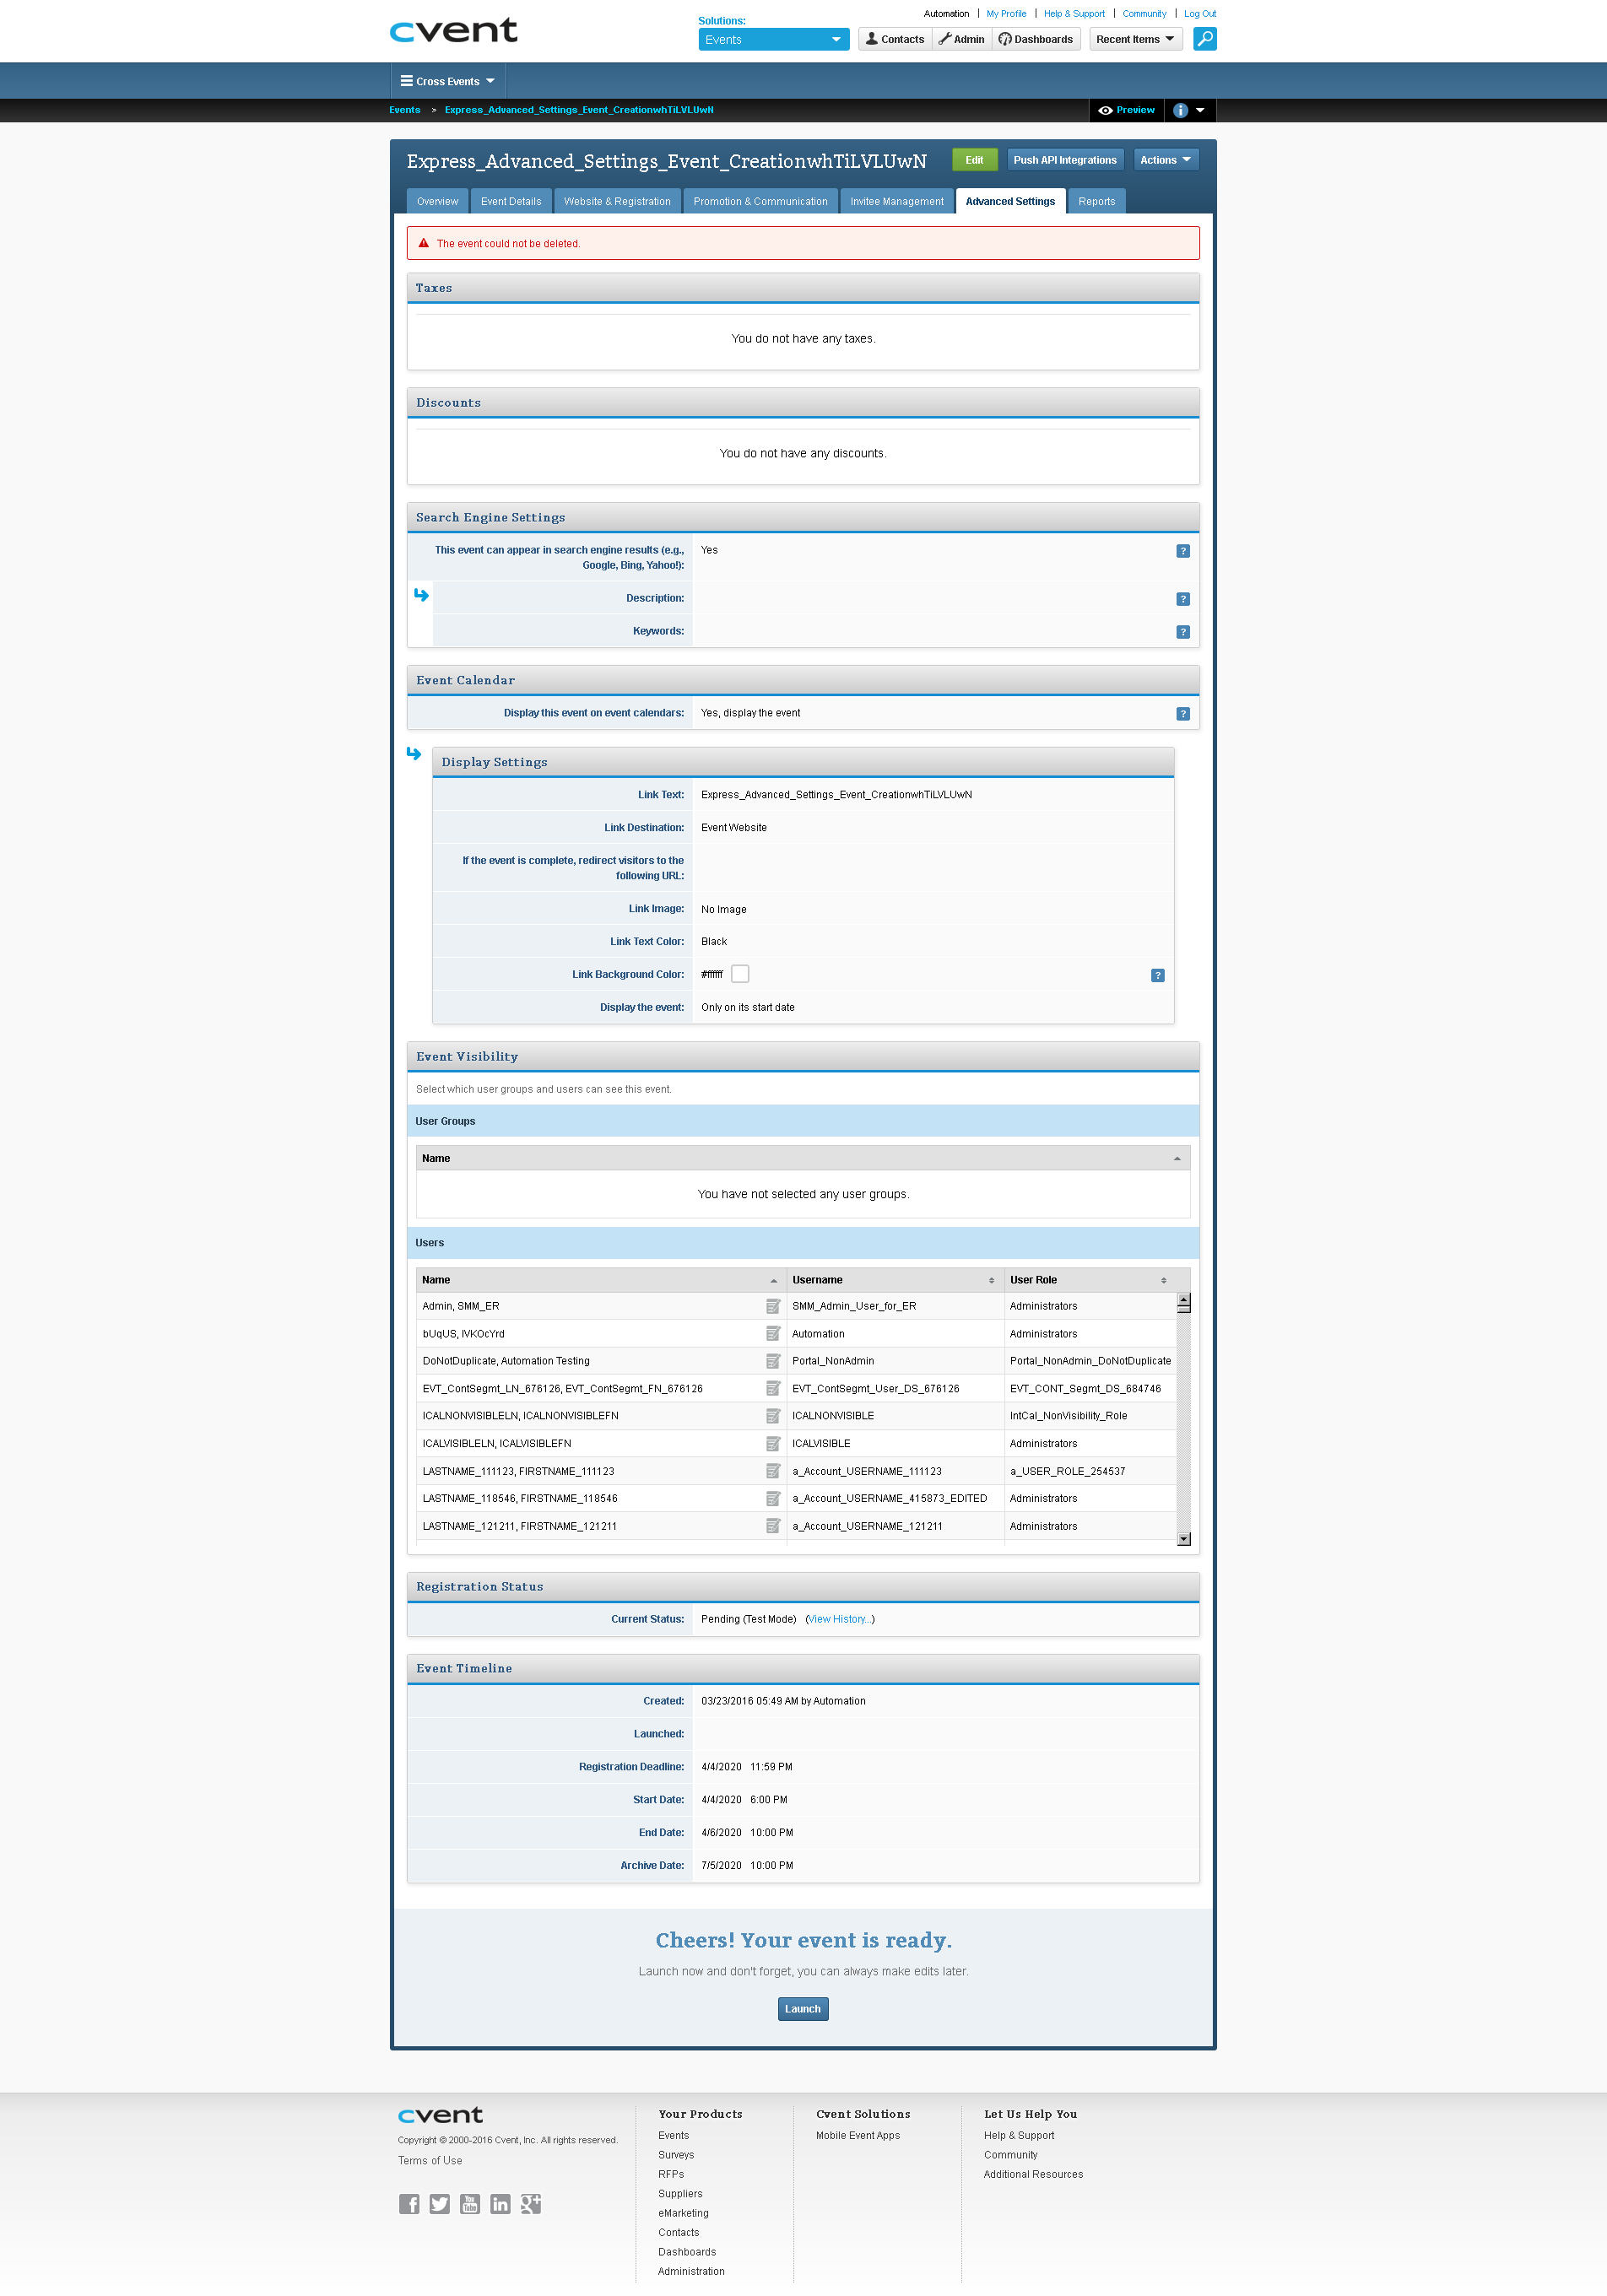 cvent
Automation | My Profile | Help & Support | Community | Log Out
Solutions:
Events
Contacts
Admin
Dashboards
Recent Items
Cross Events
Events > Express_Advanced_Settings_Event_CreationwhTiLVLUwN
Preview
Express_Advanced_Settings_Event_CreationwhTiLVLUwN
Edit
Push API Integrations
Actions
Overview
Event Details
Website & Registration
Promotion & Communication
Invitee Management
Advanced Settings
Reports
The event could not be deleted.
Taxes
You do not have any taxes.
Discounts
You do not have any discounts.
Search Engine Settings
This event can appear in search engine results (e.g.,
Google, Bing, Yahoo!):
Yes
?
Description:
?
Keywords:
?
Event Calendar
Display this event on event calendars: Yes, display the event
?
Display Settings
Link Text: Express_Advanced_Settings_Event_CreationwhTiLVLUwN
Link Destination: Event Website
If the event is complete, redirect visitors to the
following URL:
Link Image: No Image
Link Text Color: Black
Link Background Color: #ffffff
?
Display the event: Only on its start date
Event Visibility
Select which user groups and users can see this event.
User Groups
Name
You have not selected any user groups.
Users
Name Username User Role
Admin, SMM_ER SMM_Admin_User_for_ER Administrators
bUqUS, IVKOcYrd Automation Administrators
DoNotDuplicate, Automation Testing Portal_NonAdmin Portal_NonAdmin_DoNotDuplicate
EVT_ContSegmt_LN_676126, EVT_ContSegmt_FN_676126 EVT_ContSegmt_User_DS_676126 EVT_CONT_Segmt_DS_684746
ICALNONVISIBLELN, ICALNONVISIBLEFN ICALNONVISIBLE IntCal_NonVisibility_Role
ICALVISIBLELN, ICALVISIBLEFN ICALVISIBLE Administrators
LASTNAME_111123, FIRSTNAME_111123 a_Account_USERNAME_111123 a_USER_ROLE_254537
LASTNAME_118546, FIRSTNAME_118546 a_Account_USERNAME_415873_EDITED Administrators
LASTNAME_121211, FIRSTNAME_121211 a_Account_USERNAME_121211 Administrators
Registration Status
Current Status: Pending (Test Mode) (View History...)
Event Timeline
Created: 03/23/2016 05:49 AM by Automation
Launched:
Registration Deadline: 4/4/2020 11:59 PM
Start Date: 4/4/2020 6:00 PM
End Date: 4/6/2020 10:00 PM
Archive Date: 7/5/2020 10:00 PM
Cheers! Your event is ready.
Launch now and don't forget, you can always make edits later.
Launch
cvent
Copyright © 2000-2016 Cvent, Inc. All rights reserved.
Terms of Use
Your Products
Events
Surveys
RFPs
Suppliers
eMarketing
Contacts
Dashboards
Administration
Cvent Solutions
Mobile Event Apps
Let Us Help You
Help & Support
Community
Additional Resources